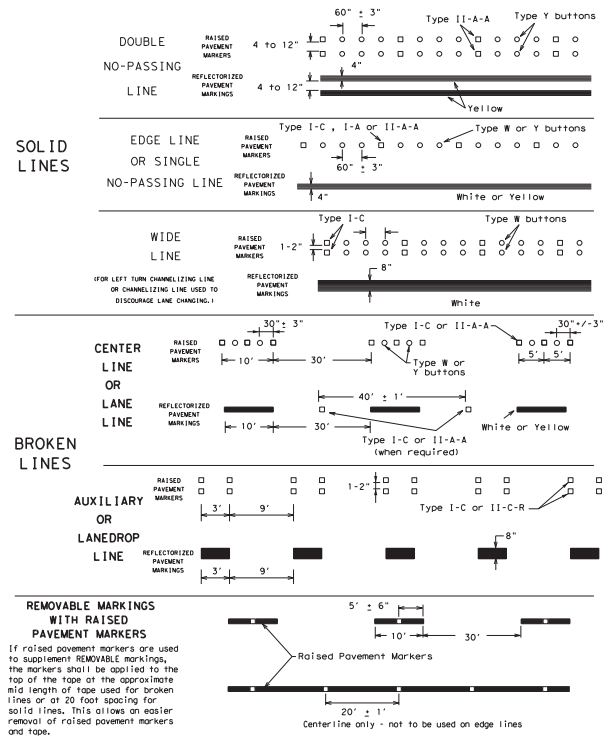 SOLID
LINES
DOUBLE
NO-PASSING
LINE
RAISED
PAVEMENT
MARKERS
REFLECTORIZED
PAVEMENT
MARKINGS
60" ± 3"
Type II-A-A
Type Y buttons
4 to 12"
4"
4 to 12"
Yellow
EDGE LINE
OR SINGLE
NO-PASSING LINE
RAISED
PAVEMENT
MARKERS
REFLECTORIZED
PAVEMENT
MARKINGS
Type I-C , I-A or II-A-A
Type W or Y buttons
60" ± 3"
4"
White or Yellow
WIDE
LINE
(FOR LEFT TURN CHANNELIZING LINE
OR CHANNELIZING LINE USED TO
DISCOURAGE LANE CHANGING.)
RAISED
PAVEMENT
MARKERS
REFLECTORIZED
PAVEMENT
MARKINGS
Type I-C
Type W buttons
1-2"
8"
White
BROKEN
LINES
CENTER
LINE
OR
LANE
LINE
RAISED
PAVEMENT
MARKERS
REFLECTORIZED
PAVEMENT
MARKINGS
30"± 3"
Type I-C or II-A-A
30"+/-3"
10'
30'
Type W or
Y buttons
5'
5'
40' ± 1'
10'
30'
Type I-C or II-A-A
(when required)
White or Yellow
AUXILIARY
OR
LANEDROP
LINE
RAISED
PAVEMENT
MARKERS
REFLECTORIZED
PAVEMENT
MARKINGS
1-2"
Type I-C or II-C-R
3'
9'
8"
3'
9'
REMOVABLE MARKINGS
WITH RAISED
PAVEMENT MARKERS
If raised pavement markers are used
to supplement REMOVABLE markings,
the markers shall be applied to the
top of the tape at the approximate
mid length of tape used for broken
lines or at 20 foot spacing for
solid lines. This allows an easier
removal of raised pavement markers
and tape.
5' ± 6"
10'
30'
Raised Pavement Markers
20' ± 1'
Centerline only - not to be used on edge lines